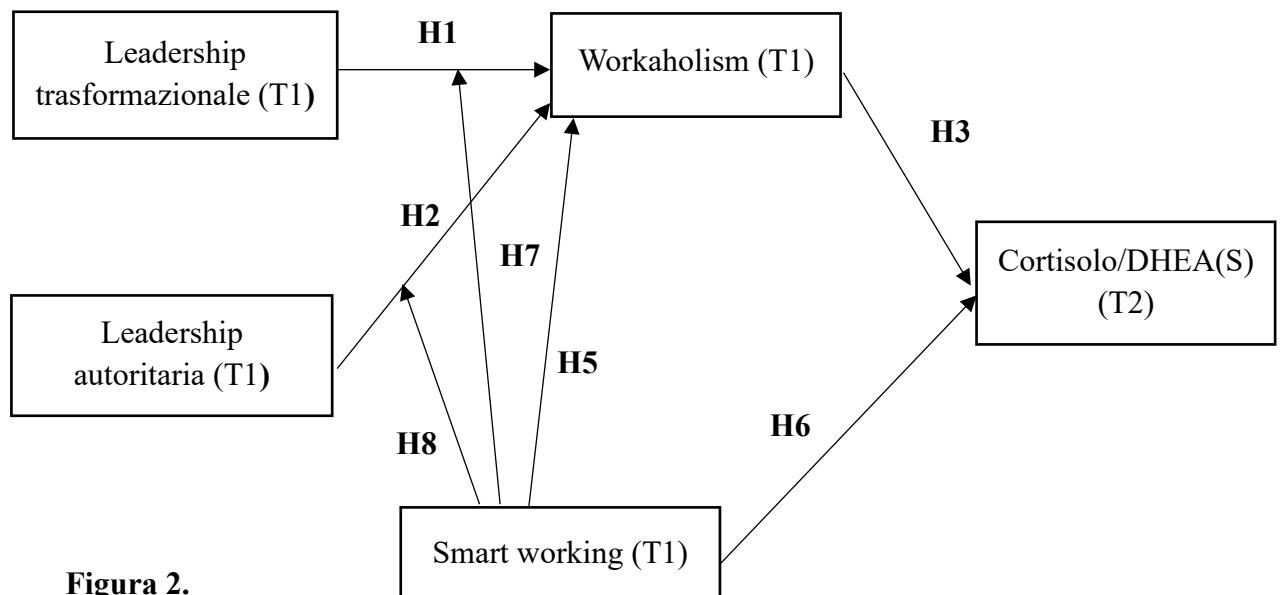 H1
Leadership
trasformazionale (T1)
Workaholism (T1)
H3
H2
H7
Cortisolo/DHEA(S)
(T2)
Leadership
autoritaria (T1)
H5
H6
H8
Smart working (T1)
Figura 2.